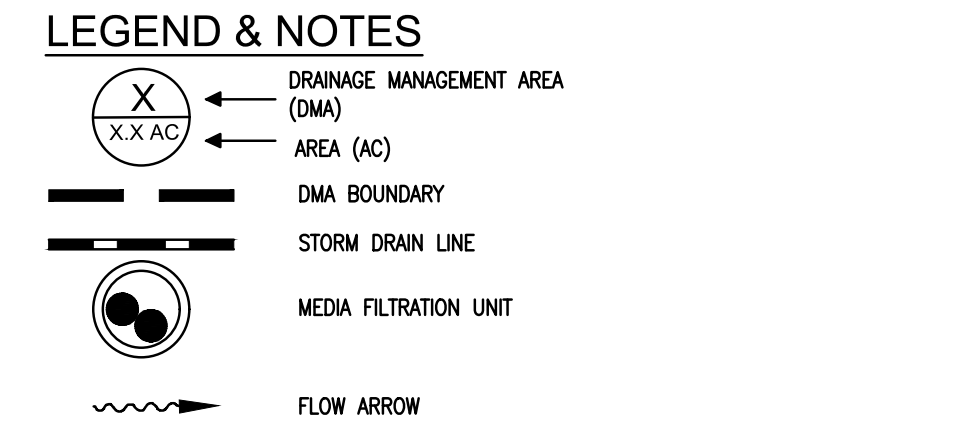 LEGEND & NOTES
X
X.X AC
DRAINAGE MANAGEMENT AREA
(DMA)
AREA (AC)
DMA BOUNDARY
STORM DRAIN LINE
MEDIA FILTRATION UNIT
FLOW ARROW